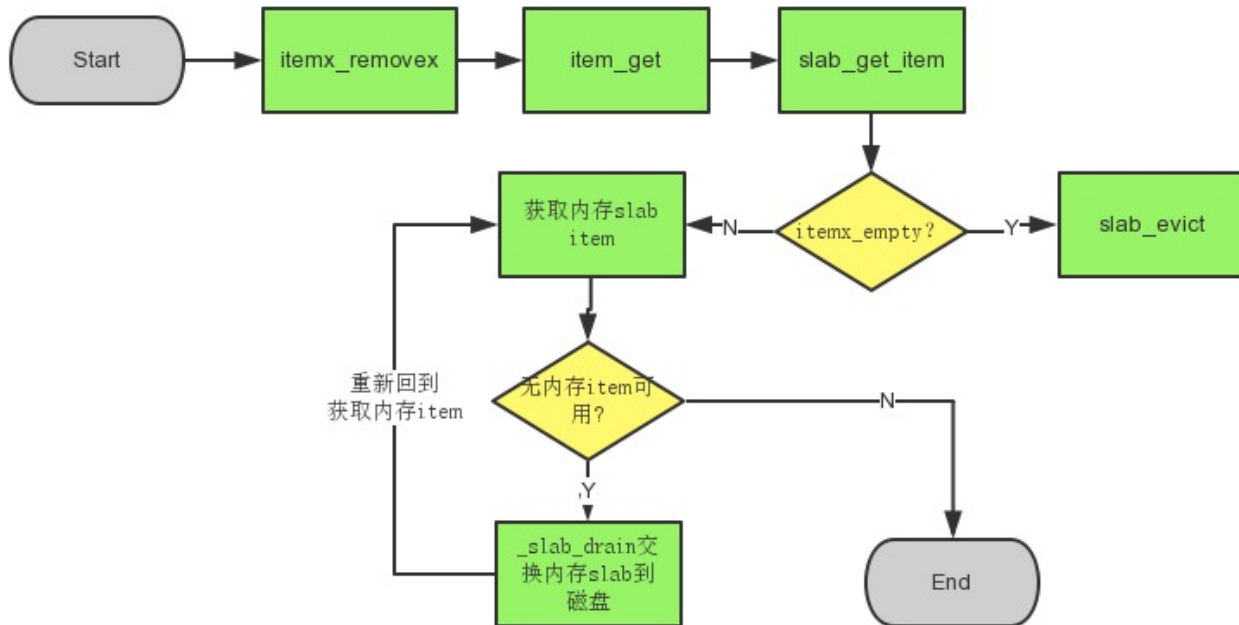 Start
itemx_removex
item_get
slab_get_item
获取内存slab
item
N
itemx_empty?
Y
slab_evict
重新回到
获取内存item
无内存item可
用?
N
Y
_slab_drain交
换内存slab到
磁盘
End